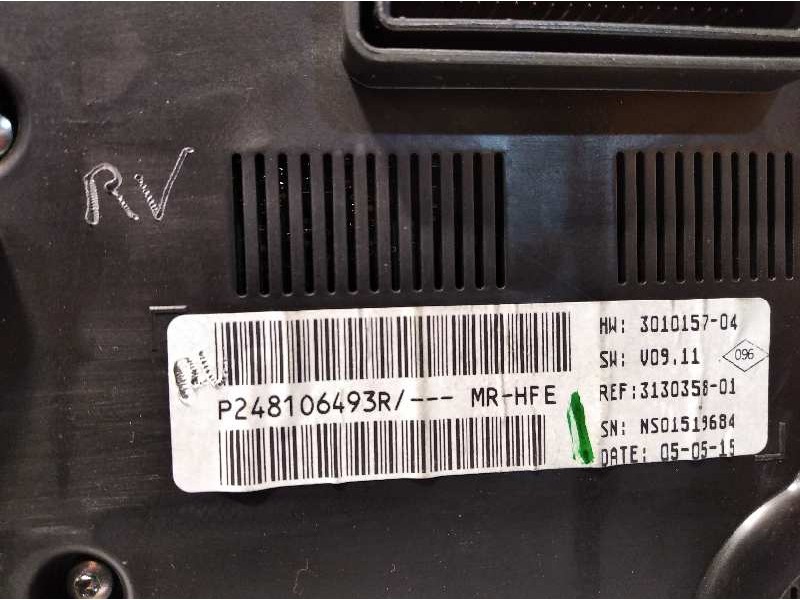 RV
HW: 3010157-04
SW: V09.11
096
P248106493R/--- MR-HFE
REF:3130358-01
SN: NS01519684
DATE: 05-05-15